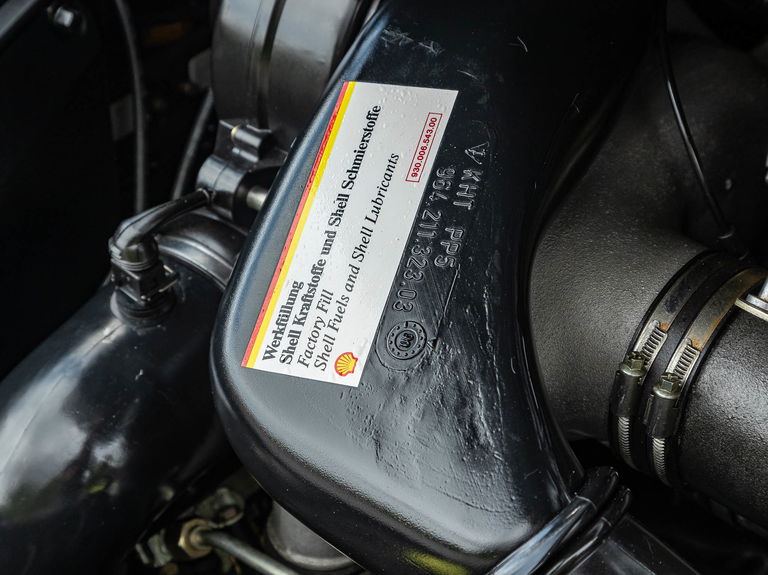 Werkfüllung
Shell Kraftstoffe und Shell Schmierstoffe
Factory Fill
Shell Fuels and Shell Lubricants
930.006.543.00
KHT PP5
964.211.323.03